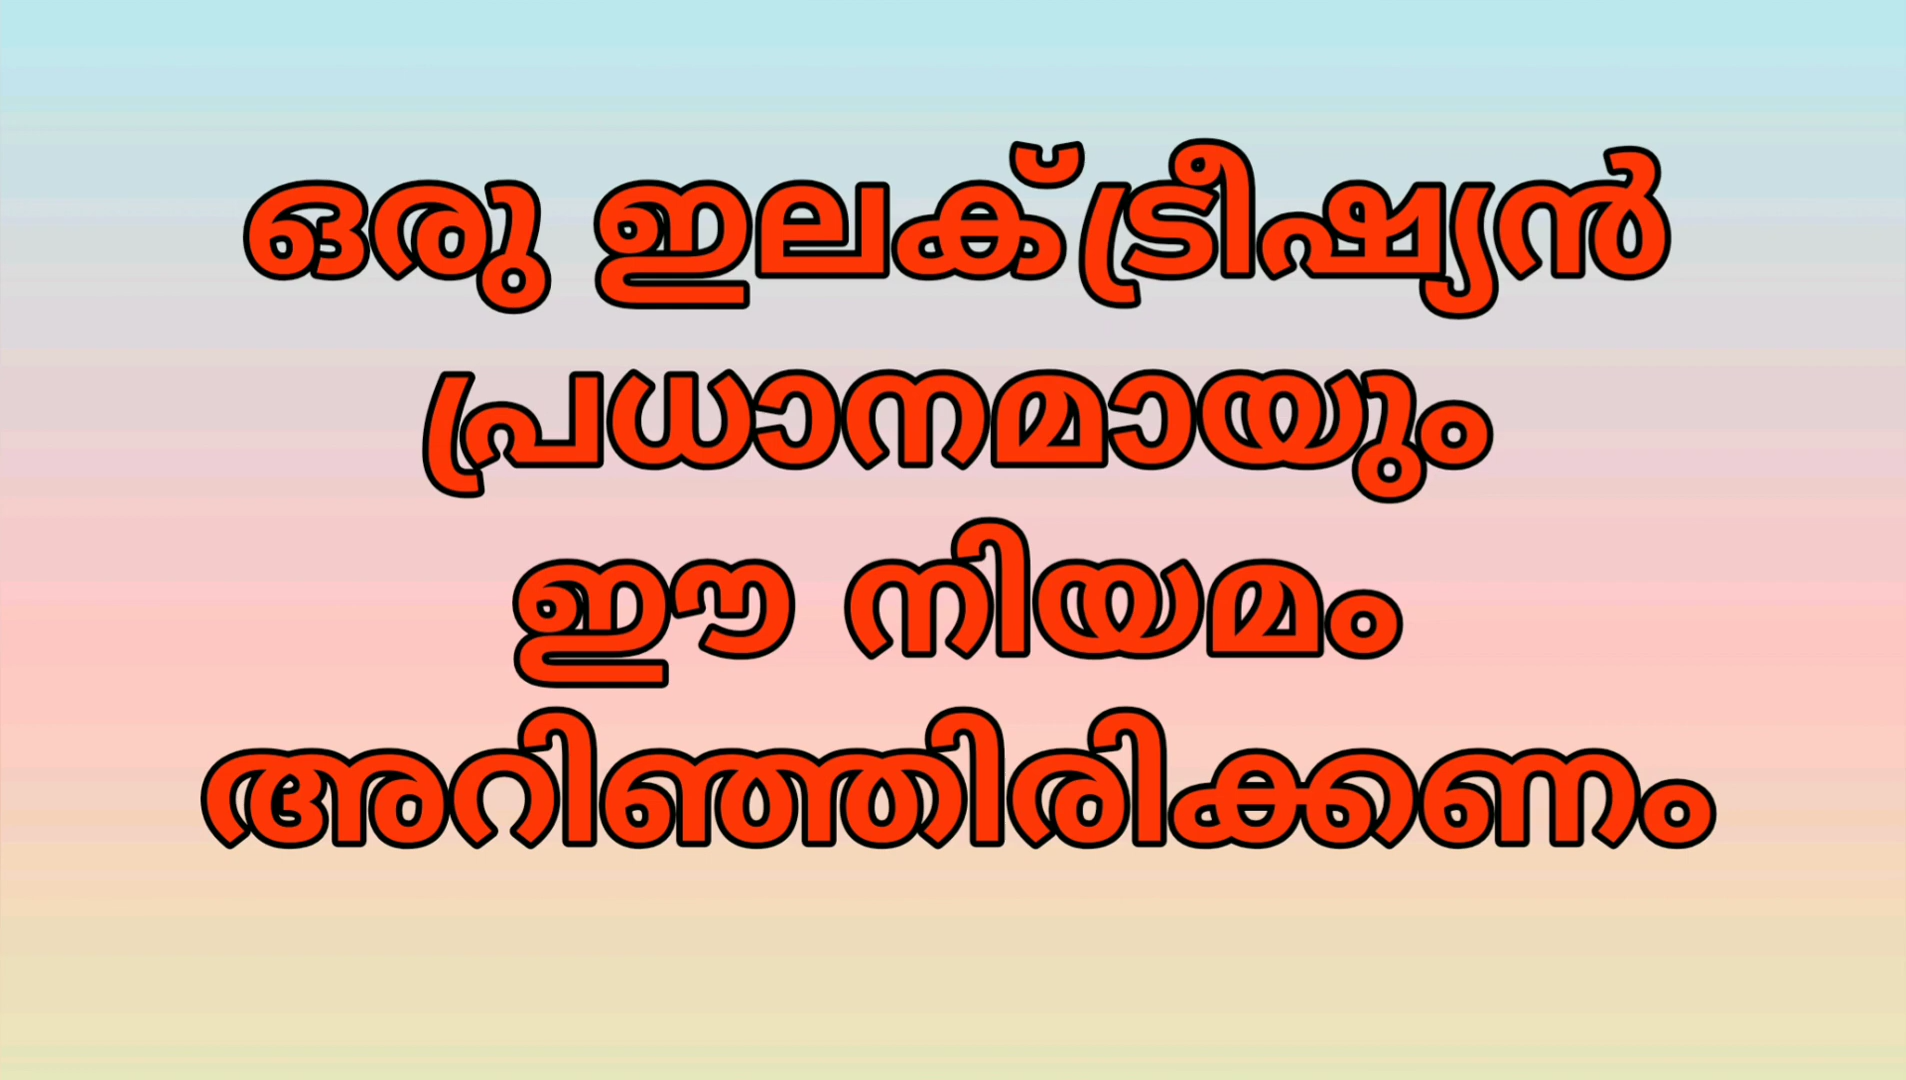 ഒരു ഇലക്ട്രീഷ്യൻ
പ്രധാനമായും
ഈ നിയമം
അറിഞ്ഞിരിക്കണം